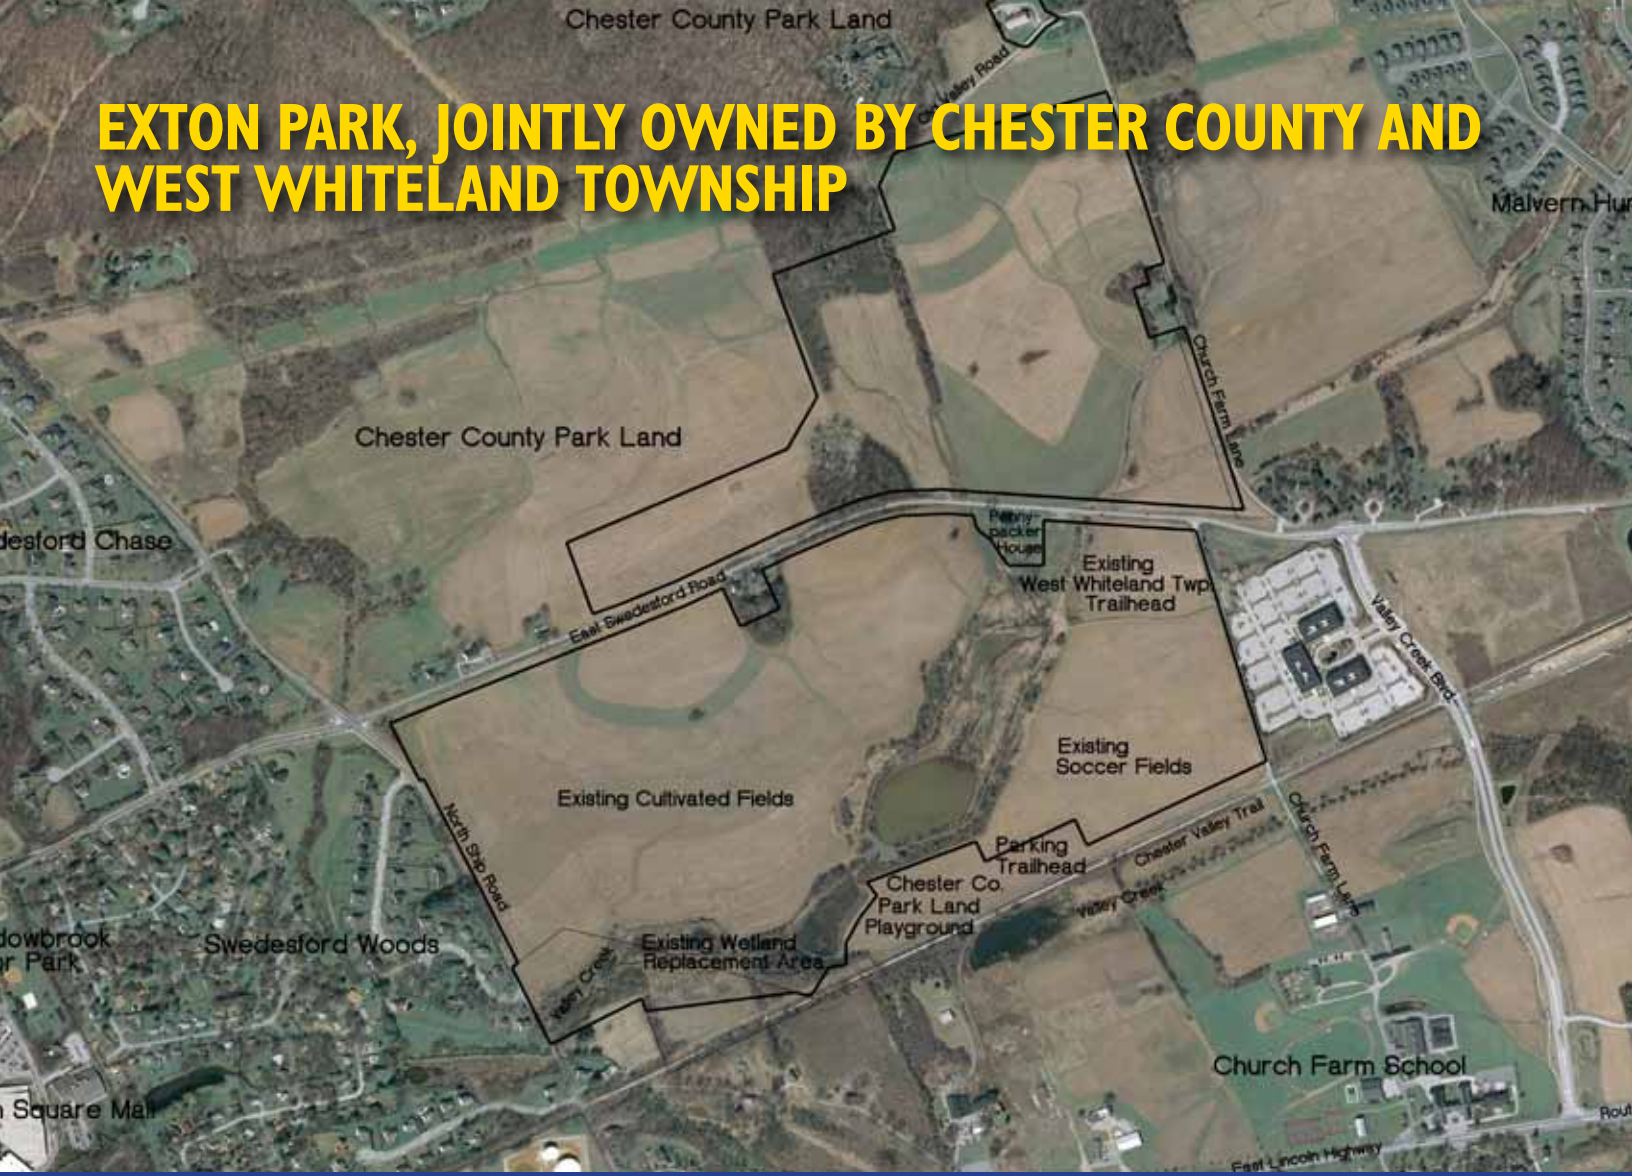 Chester County Park Land
Valley Road
EXTON PARK, JOINTLY OWNED BY CHESTER COUNTY AND
WEST WHITELAND TOWNSHIP
Malvern Hun
Church Farm Lane
Chester County Park Land
desford Chase
Penny-
packer
House
Existing
West Whiteland Twp.
Trailhead
East Swedesford Road
Valley Creek Blvd.
Existing
Soccer Fields
Existing Cultivated Fields
North Ship Road
Parking
Trailhead
Chester Valley Trail
Church Farm Lane
Chester Co.
Park Land
Playground
Valley Creek
dowbrook
or Park
Swedesford Woods
Existing Wetland
Replacement Area
Valley Creek
Church Farm School
n Square Mall
Rout
East Lincoln Highway